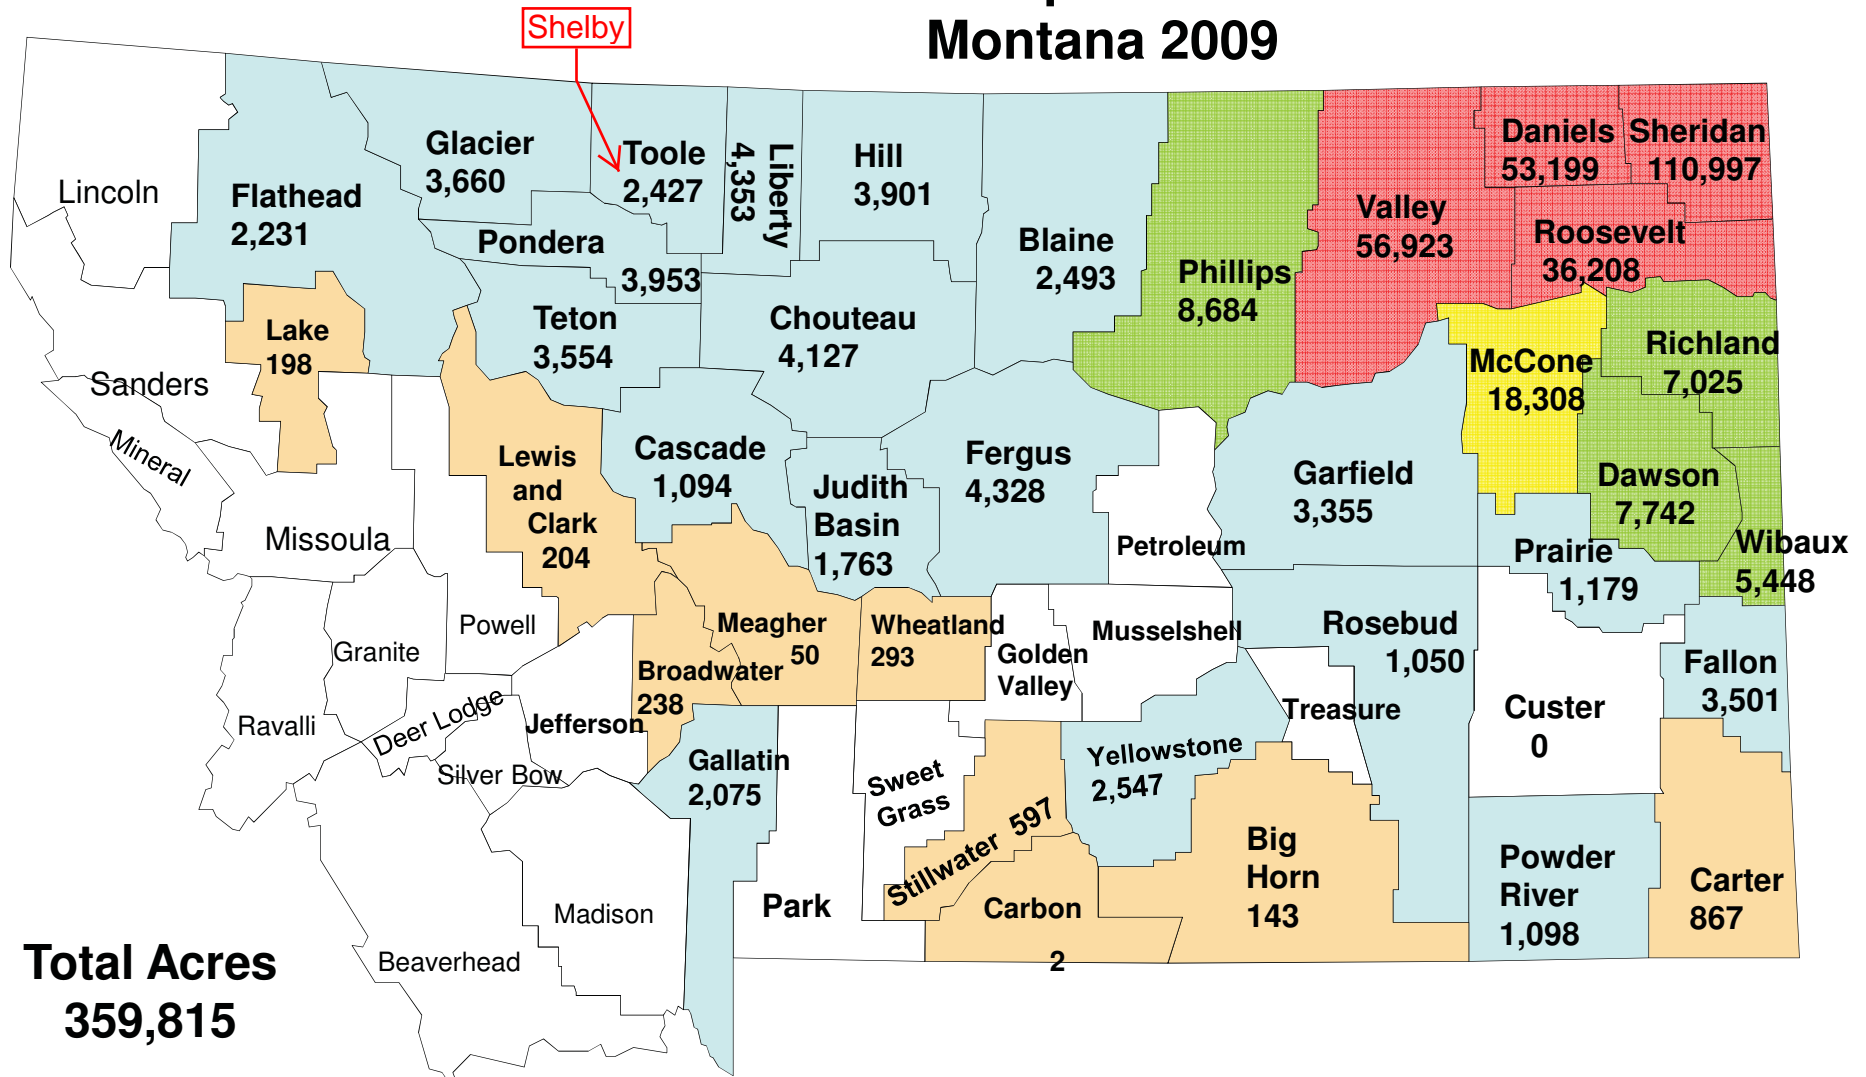 Montana 2009
Shelby
Lincoln
Flathead
2,231
Glacier
3,660
Toole
2,427
Liberty
4,353
Hill
3,901
Blaine
2,493
Phillips
8,684
Valley
56,923
Daniels
53,199
Sheridan
110,997
Roosevelt
36,208
Pondera
3,953
Teton
3,554
Chouteau
4,127
Lake
198
Sanders
Mineral
Missoula
Lewis
and
Clark
204
Cascade
1,094
Judith
Basin
1,763
Fergus
4,328
Petroleum
Garfield
3,355
McCone
18,308
Richland
7,025
Dawson
7,742
Wibaux
5,448
Prairie
1,179
Powell
Granite
Ravalli
Deer Lodge
Silver Bow
Jefferson
Broadwater
238
Meagher
50
Wheatland
293
Golden
Valley
Musselshell
Rosebud
1,050
Treasure
Custer
0
Fallon
3,501
Gallatin
2,075
Sweet
Grass
Stillwater 597
Yellowstone
2,547
Big
Horn
143
Powder
River
1,098
Carter
867
Park
Carbon
2
Madison
Beaverhead
Total Acres
359,815